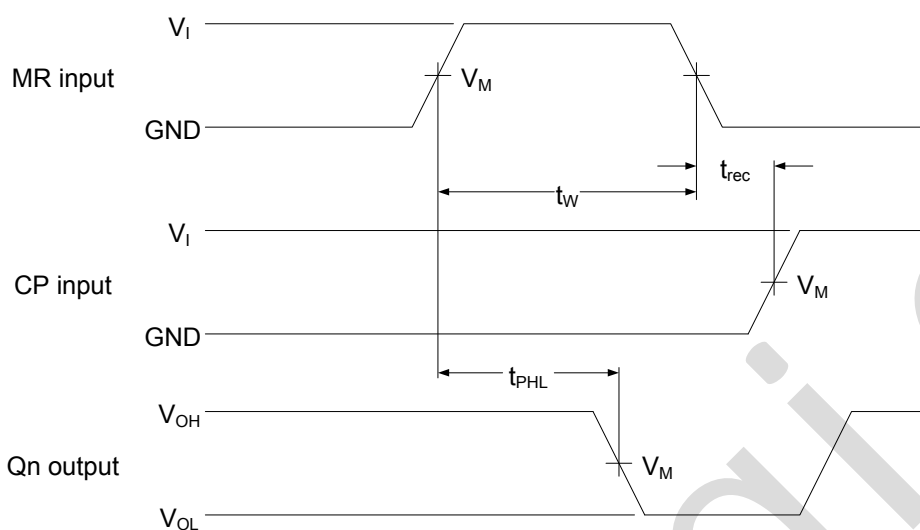 V_I
MR input
V_M
GND
t_rec
t_W
V_I
CP input
V_M
GND
t_PHL
V_OH
Qn output
V_M
V_OL